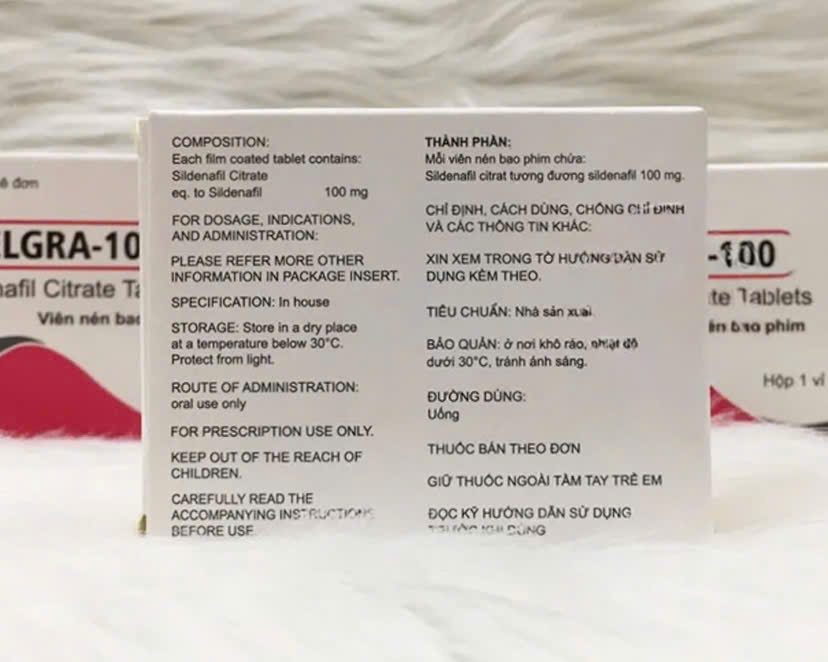 COMPOSITION:
Each film coated tablet contains:
Sildenafil Citrate
eq. to Sildenafil 100 mg
FOR DOSAGE, INDICATIONS,
AND ADMINISTRATION:
PLEASE REFER MORE OTHER
INFORMATION IN PACKAGE INSERT.
SPECIFICATION: In house
STORAGE: Store in a dry place
at a temperature below 30°C.
Protect from light.
ROUTE OF ADMINISTRATION:
oral use only
FOR PRESCRIPTION USE ONLY.
KEEP OUT OF THE REACH OF
CHILDREN.
CAREFULLY READ THE
ACCOMPANYING INSTRUCTIONS
BEFORE USE
THÀNH PHẦN:
Mỗi viên nén bao phim chứa:
Sildenafil citrat tương đương sildenafil 100 mg.
CHỈ ĐỊNH, CÁCH DÙNG, CHỐNG CHỈ ĐỊNH
VÀ CÁC THÔNG TIN KHÁC:
XIN XEM TRONG TỜ HƯỚNG DẪN SỬ
DỤNG KÈM THEO.
TIÊU CHUẨN: Nhà sản
BẢO QUẢN: ở nơi khô ráo, nhiệt độ
dưới 30°C, tránh ánh sáng.
ĐƯỜNG DÙNG:
Uống
THUỐC BÁN THEO ĐƠN
GIỮ THUỐC NGOÀI TẦM TAY TRẺ EM
ĐỌC KỸ HƯỚNG DẪN SỬ DỤNG
DÙNG
ê đơn
LGRA-10
nafil Citrate Ta
Viên nén bao
-100
te Tablets
ên bao phim
Hộp 1 vỉ